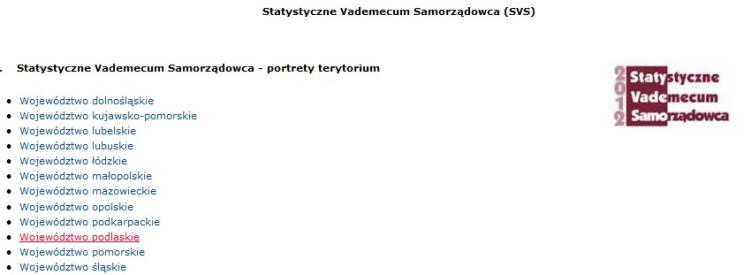 Statystyczne Vademecum Samorządowca (SVS)
. Statystyczne Vademecum Samorządowca - portrety terytorium
2012
Statystyczne
Vademecum
Samorządowca
• Województwo dolnośląskie
• Województwo kujawsko-pomorskie
• Województwo lubelskie
• Województwo lubuskie
• Województwo łódzkie
• Województwo małopolskie
• Województwo mazowieckie
• Województwo opolskie
• Województwo podkarpackie
• Województwo podlaskie
• Województwo pomorskie
• Województwo śląskie